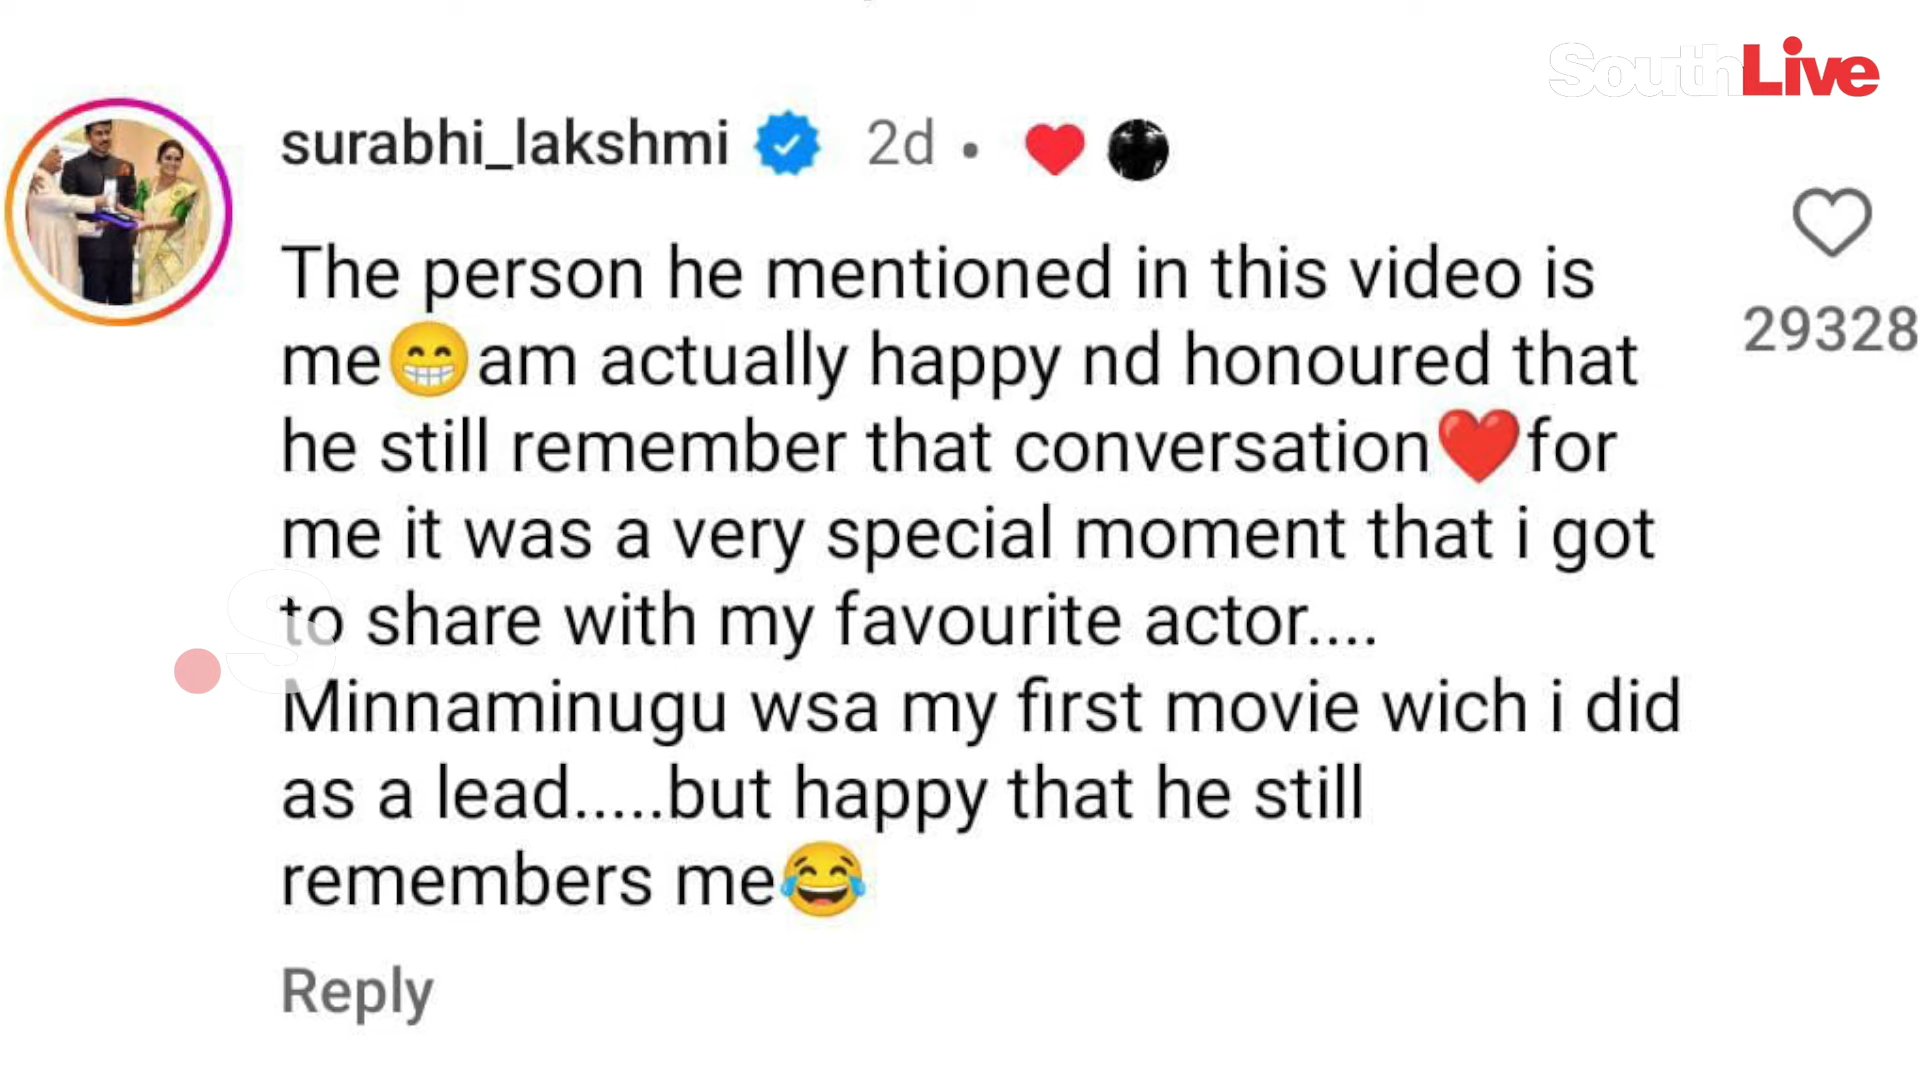 SouthLive
surabhi_lakshmi 2d •
The person he mentioned in this video is
me😁am actually happy nd honoured that
he still remember that conversation❤️for
me it was a very special moment that i got
to share with my favourite actor....
Minnaminugu wsa my first movie wich i did
as a lead.....but happy that he still
remembers me😂
Reply
29328
S